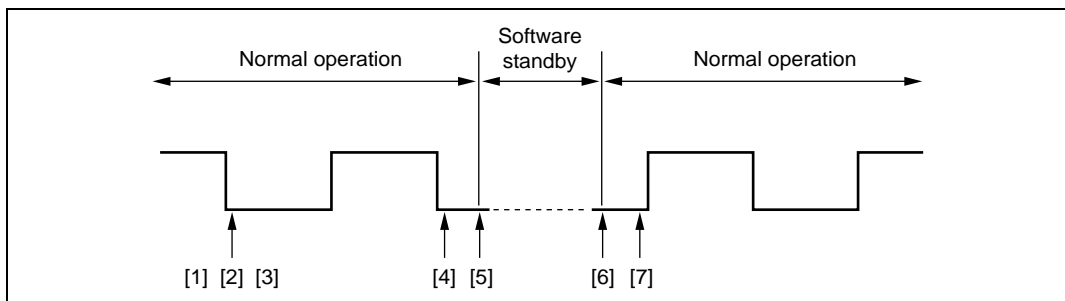 Software
standby
Normal operation
Normal operation
[1] [2] [3] [4] [5] [6] [7]